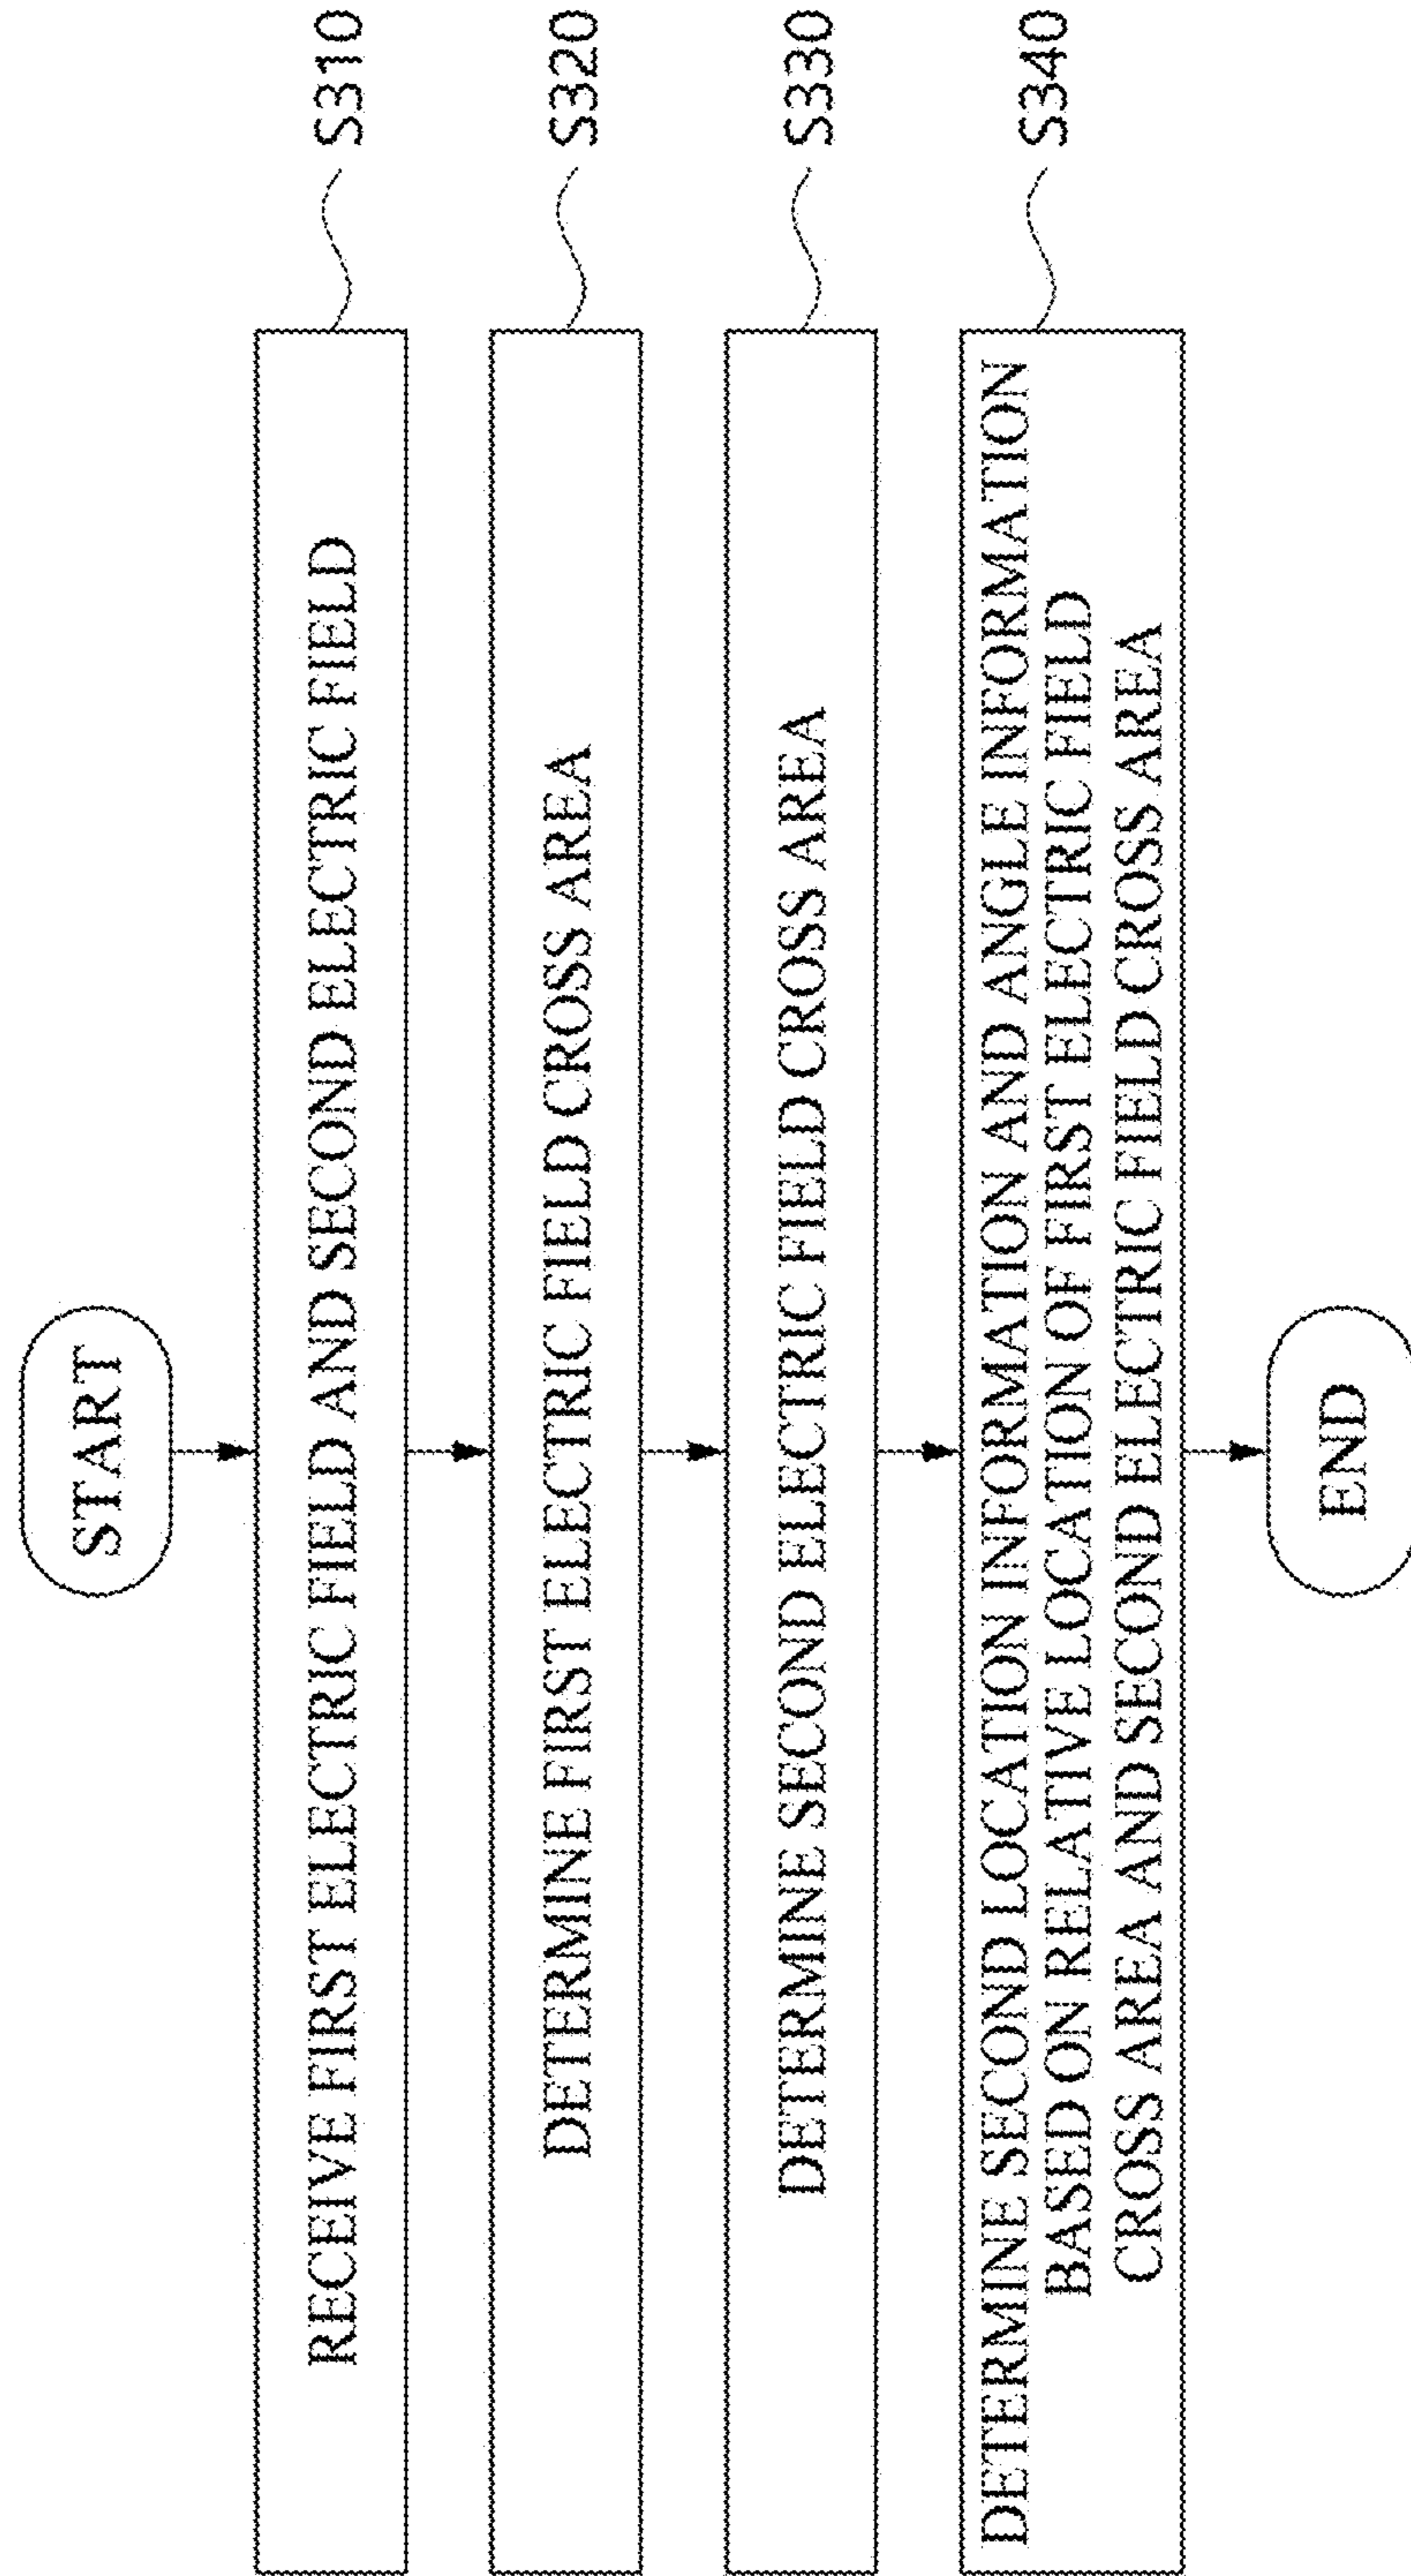 START
RECEIVE FIRST ELECTRIC FIELD AND SECOND ELECTRIC FIELD
S310
DETERMINE FIRST ELECTRIC FIELD CROSS AREA
S320
DETERMINE SECOND ELECTRIC FIELD CROSS AREA
S330
DETERMINE SECOND LOCATION INFORMATION AND ANGLE INFORMATION
BASED ON RELATIVE LOCATION OF FIRST ELECTRIC FIELD
CROSS AREA AND SECOND ELECTRIC FIELD CROSS AREA
S340
END